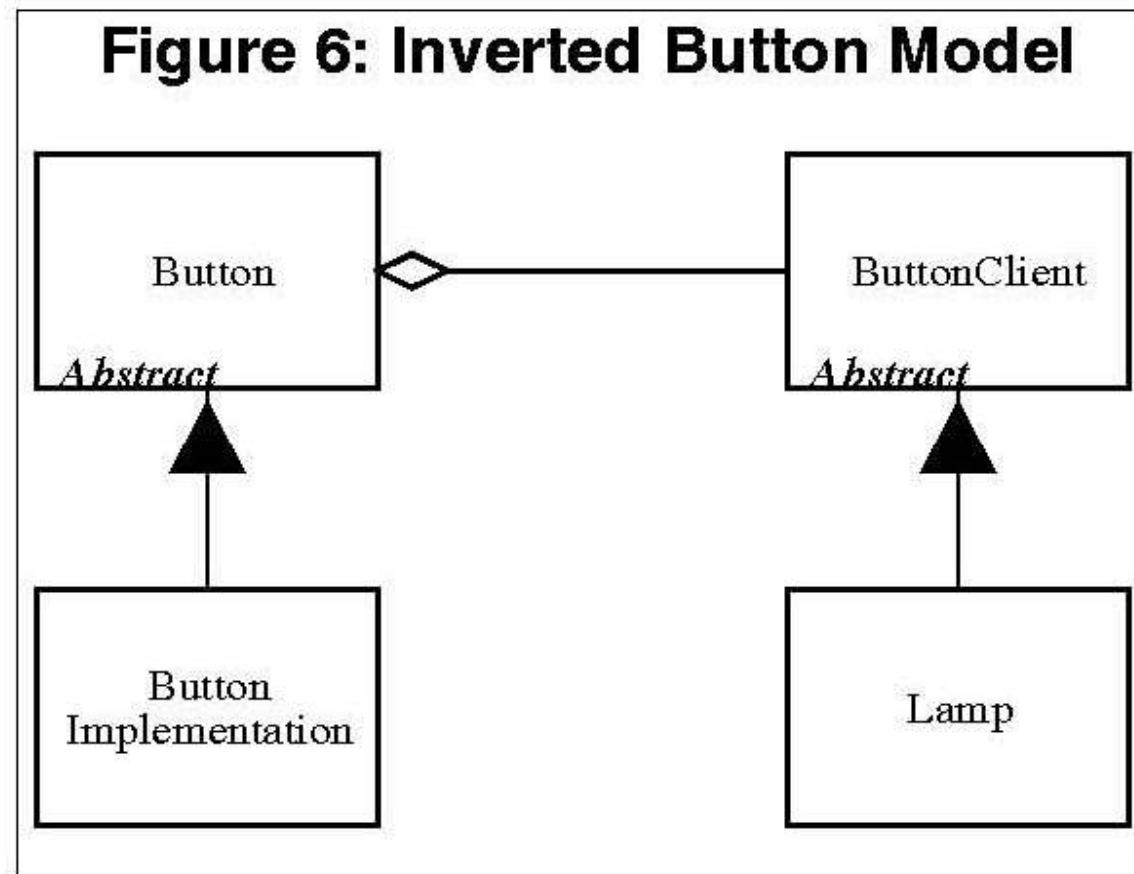 Figure 6: Inverted Button Model
Button
Abstract
ButtonClient
Abstract
Button
Implementation
Lamp